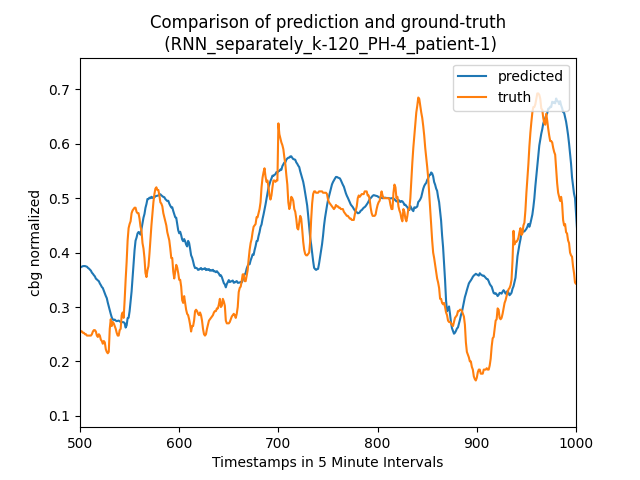 Comparison of prediction and ground-truth
(RNN_separately_k-120_PH-4_patient-1)
predicted
truth
cbg normalized
0.7
0.6
0.5
0.4
0.3
0.2
0.1
500
600
700
800
900
1000
Timestamps in 5 Minute Intervals